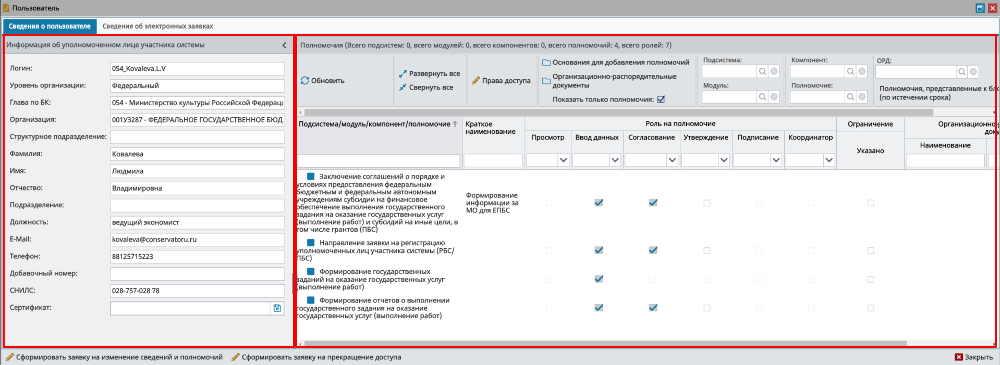 Пользователь
Сведения о пользователе
Сведения об электронных заявках
Информация об уполномоченном лице участника системы
Логин:
054_Kovaleva.L.V
Уровень организации:
Федеральный
Глава по БК:
054 - Министерство культуры Российской Федерац
Организация:
001У3287 - ФЕДЕРАЛЬНОЕ ГОСУДАРСТВЕННОЕ БЮД
Структурное подразделение:
Фамилия:
Ковалева
Имя:
Людмила
Отчество:
Владимировна
Подразделение:
Должность:
ведущий экономист
E-Mail:
kovaleva@conservatoru.ru
Телефон:
88125715223
Добавочный номер:
СНИЛС:
028-757-028 78
Сертификат:
Полномочия (Всего подсистем: 0, всего модулей: 0, всего компонентов: 0, всего полномочий: 4, всего ролей: 7)
Обновить
Развернуть все
Свернуть все
Права доступа
Основания для добавления полномочий
Организационно-распорядительные
документы
Показать только полномочия:
Подсистема:
Модуль:
Компонент:
Полномочие:
ОРД:
Полномочия, представленные к бло
(по истечении срока)
Подсистема/модуль/компонент/полномочие
Краткое
наименование
Роль на полномочие
Просмотр
Ввод данных
Согласование
Утверждение
Подписание
Координатор
Ограничение
Указано
Организационно-р
доку
Наименование
Заключение соглашений о порядке и
условиях предоставления федеральным
бюджетным и федеральным автономным
учреждениям субсидии на финансовое
обеспечение выполнения государственного
задания на оказание государственных услуг
(выполнение работ) и субсидий на иные цели, в
том числе грантов (ПБС)
Формирование
информации за
МО для ЕПБС
Направление заявки на регистрацию
уполномоченных лиц участника системы (РБС/
ПБС)
Формирование государственных
заданий на оказание государственных услуг
(выполнение работ)
Формирование отчетов о выполнении
государственного задания на оказание
государственных услуг (выполнение работ)
Сформировать заявку на изменение сведений и полномочий
Сформировать заявку на прекращение доступа
Закрыть